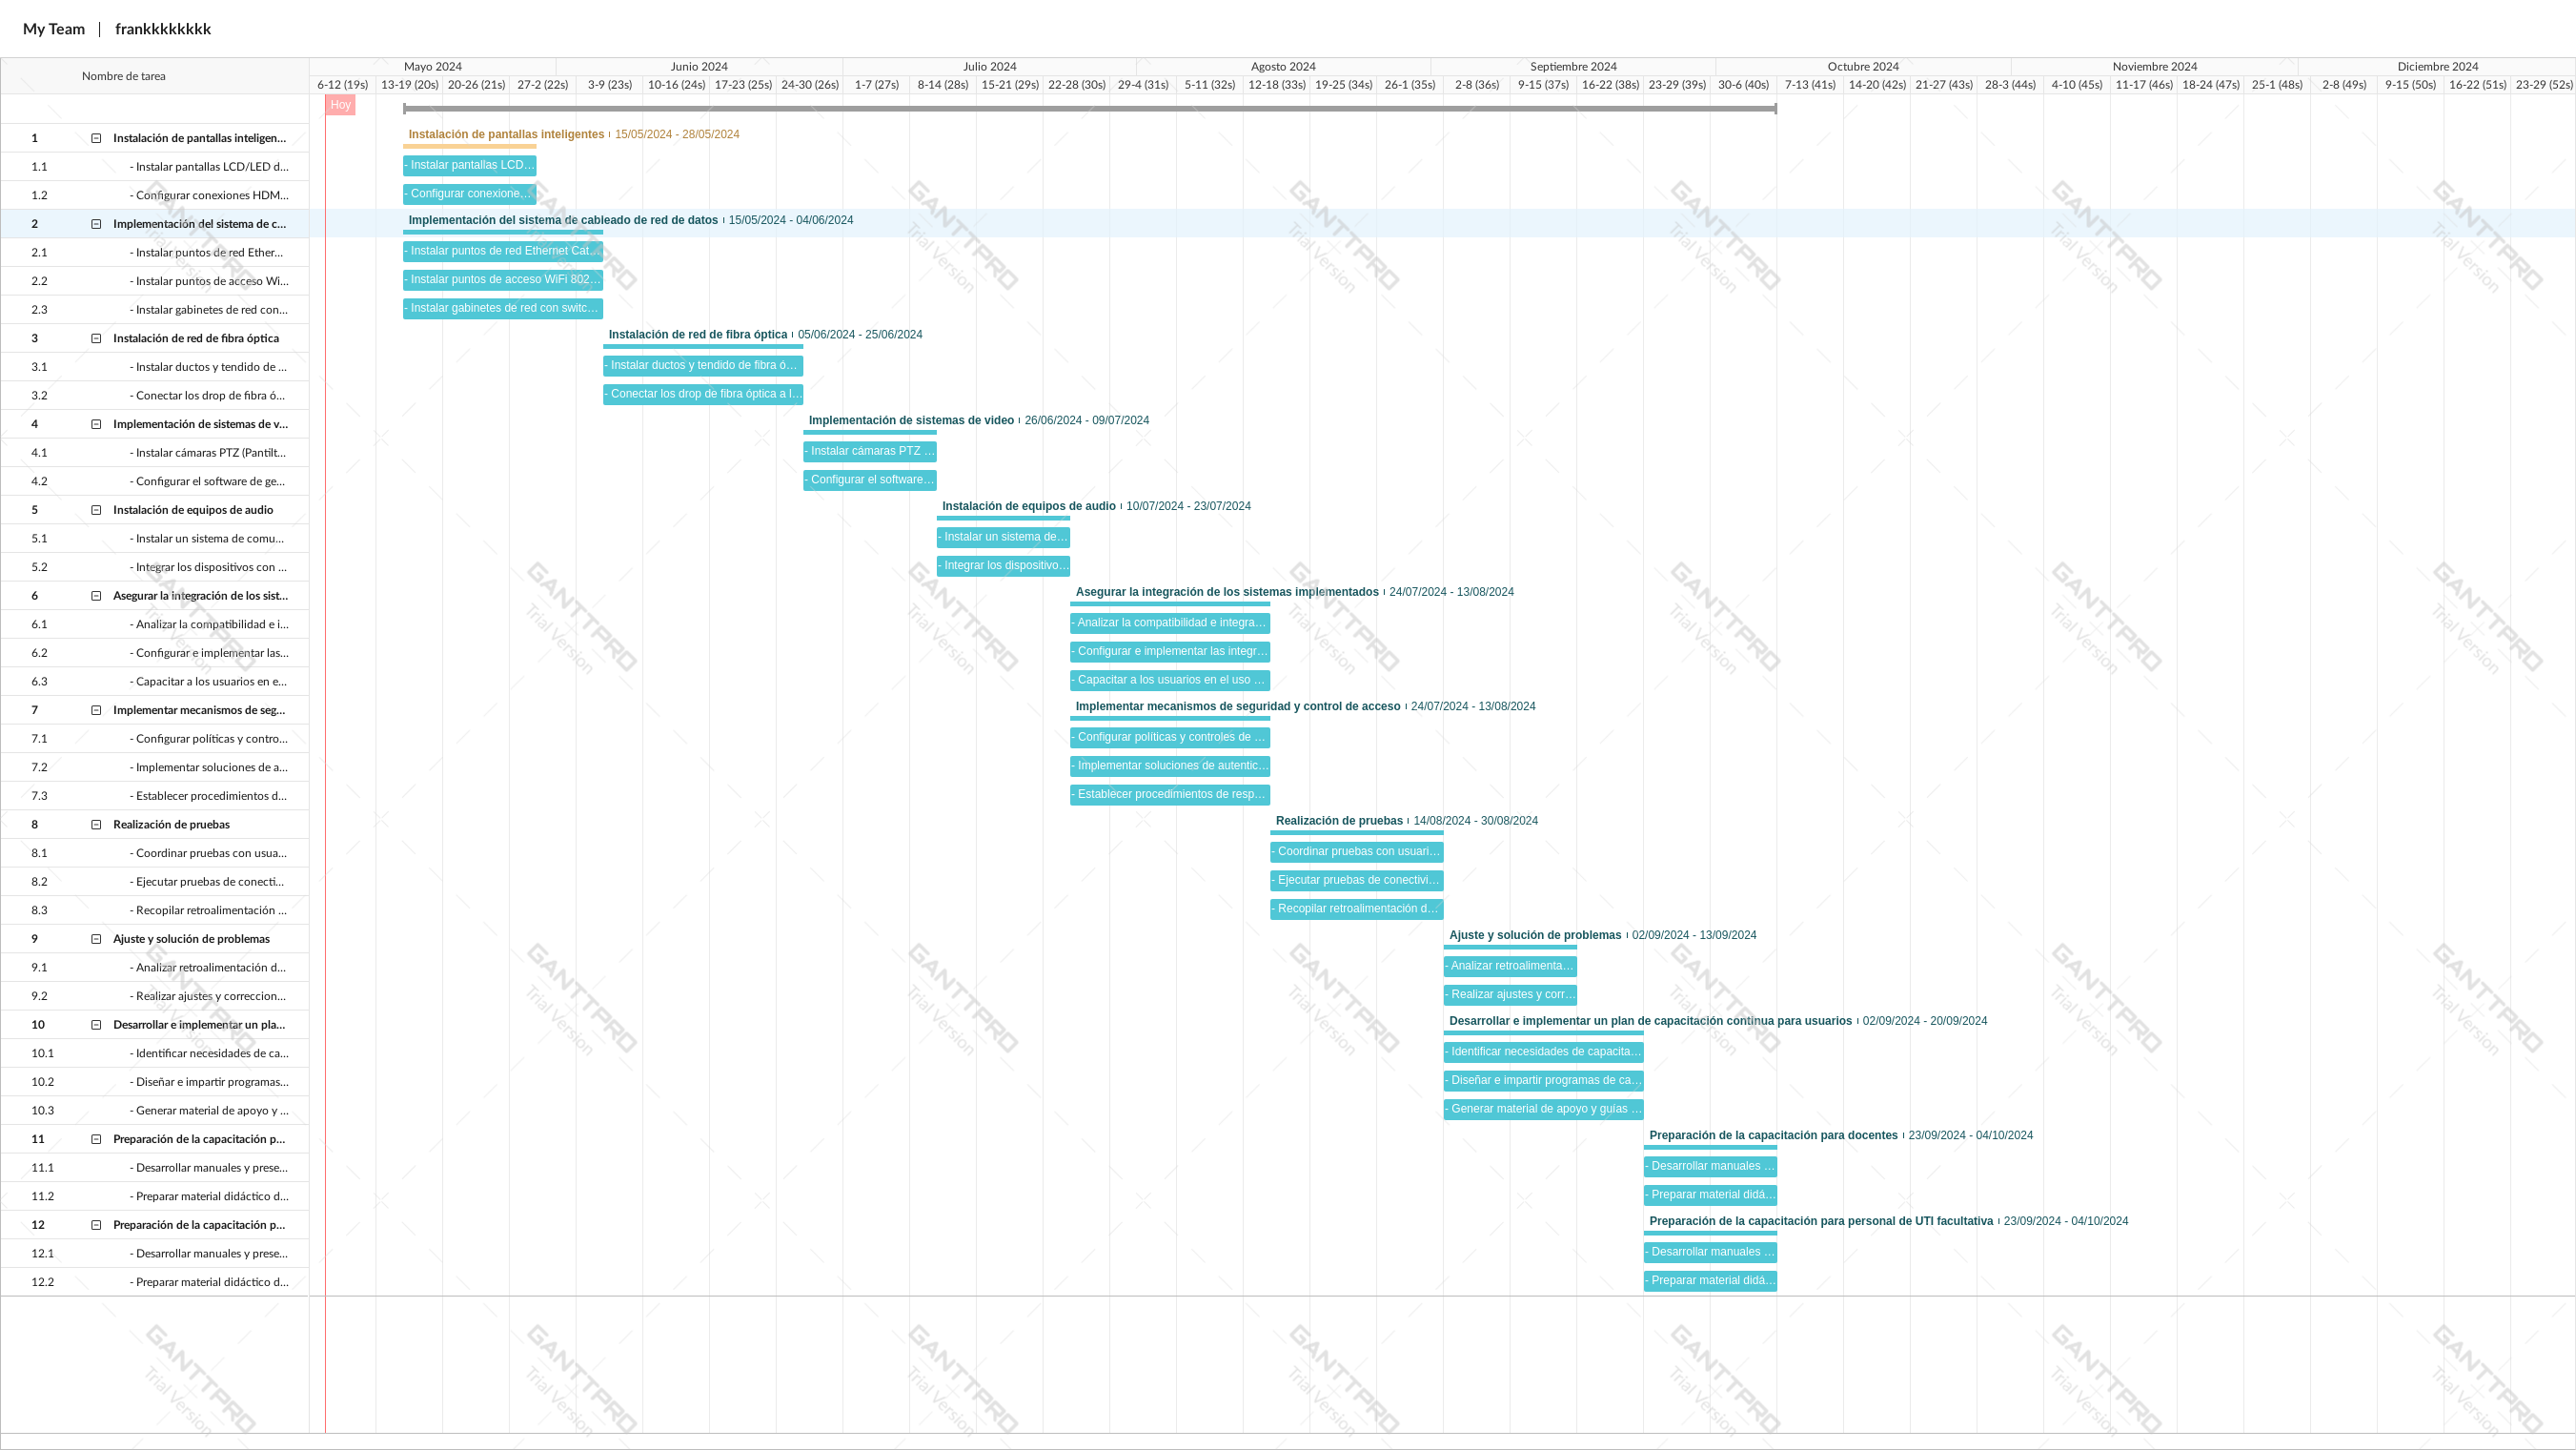 My Team | frankkkkkkkk
Nombre de tarea
Mayo 2024 Junio 2024 Julio 2024 Agosto 2024 Septiembre 2024 Octubre 2024 Noviembre 2024 Diciembre 2024
6-12 (19s) 13-19 (20s) 20-26 (21s) 27-2 (22s) 3-9 (23s) 10-16 (24s) 17-23 (25s) 24-30 (26s) 1-7 (27s) 8-14 (28s) 15-21 (29s) 22-28 (30s) 29-4 (31s) 5-11 (32s) 12-18 (33s) 19-25 (34s) 26-1 (35s) 2-8 (36s) 9-15 (37s) 16-22 (38s) 23-29 (39s) 30-6 (40s) 7-13 (41s) 14-20 (42s) 21-27 (43s) 28-3 (44s) 4-10 (45s) 11-17 (46s) 18-24 (47s) 25-1 (48s) 2-8 (49s) 9-15 (50s) 16-22 (51s) 23-29 (52s)
Hoy
1 Instalación de pantallas inteligen... Instalación de pantallas inteligentes 15/05/2024 - 28/05/2024
1.1 - Instalar pantallas LCD/LED d... - Instalar pantallas LCD...
1.2 - Configurar conexiones HDM... - Configurar conexione...
2 Implementación del sistema de c... Implementación del sistema de cableado de red de datos 15/05/2024 - 04/06/2024
2.1 - Instalar puntos de red Ether... - Instalar puntos de red Ethernet Cat...
2.2 - Instalar puntos de acceso Wi... - Instalar puntos de acceso WiFi 802...
2.3 - Instalar gabinetes de red con... - Instalar gabinetes de red con switc...
3 Instalación de red de fibra óptica Instalación de red de fibra óptica 05/06/2024 - 25/06/2024
3.1 - Instalar ductos y tendido de ... - Instalar ductos y tendido de fibra ó...
3.2 - Conectar los drop de fibra ó... - Conectar los drop de fibra óptica a l...
4 Implementación de sistemas de v... Implementación de sistemas de video 26/06/2024 - 09/07/2024
4.1 - Instalar cámaras PTZ (Pantilt... - Instalar cámaras PTZ ...
4.2 - Configurar el software de ge... - Configurar el software...
5 Instalación de equipos de audio Instalación de equipos de audio 10/07/2024 - 23/07/2024
5.1 - Instalar un sistema de comu... - Instalar un sistema de...
5.2 - Integrar los dispositivos con ... - Integrar los dispositivo...
6 Asegurar la integración de los sist... Asegurar la integración de los sistemas implementados 24/07/2024 - 13/08/2024
6.1 - Analizar la compatibilidad e i... - Analizar la compatibilidad e integra...
6.2 - Configurar e implementar las... - Configurar e implementar las integr...
6.3 - Capacitar a los usuarios en e... - Capacitar a los usuarios en el uso ...
7 Implementar mecanismos de seg... Implementar mecanismos de seguridad y control de acceso 24/07/2024 - 13/08/2024
7.1 - Configurar políticas y contro... - Configurar políticas y controles de ...
7.2 - Implementar soluciones de a... - Implementar soluciones de autentic...
7.3 - Establecer procedimientos d... - Establecer procedimientos de resp...
8 Realización de pruebas Realización de pruebas 14/08/2024 - 30/08/2024
8.1 - Coordinar pruebas con usua... - Coordinar pruebas con usuari...
8.2 - Ejecutar pruebas de conecti... - Ejecutar pruebas de conectivi...
8.3 - Recopilar retroalimentación ... - Recopilar retroalimentación d...
9 Ajuste y solución de problemas Ajuste y solución de problemas 02/09/2024 - 13/09/2024
9.1 - Analizar retroalimentación d... - Analizar retroalimenta...
9.2 - Realizar ajustes y correccion... - Realizar ajustes y corr...
10 Desarrollar e implementar un pla... Desarrollar e implementar un plan de capacitación continua para usuarios 02/09/2024 - 20/09/2024
10.1 - Identificar necesidades de ca... - Identificar necesidades de capacita...
10.2 - Diseñar e impartir programas... - Diseñar e impartir programas de ca...
10.3 - Generar material de apoyo y ... - Generar material de apoyo y guías ...
11 Preparación de la capacitación p... Preparación de la capacitación para docentes 23/09/2024 - 04/10/2024
11.1 - Desarrollar manuales y prese... - Desarrollar manuales ...
11.2 - Preparar material didáctico d... - Preparar material didá...
12 Preparación de la capacitación p... Preparación de la capacitación para personal de UTI facultativa 23/09/2024 - 04/10/2024
12.1 - Desarrollar manuales y prese... - Desarrollar manuales ...
12.2 - Preparar material didáctico d... - Preparar material didá...
GANTTPRO
Trial Version